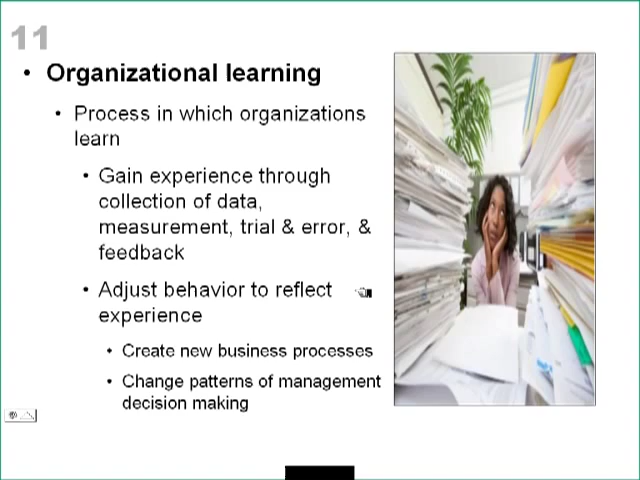 11
• Organizational learning
• Process in which organizations
learn
• Gain experience through
collection of data,
measurement, trial & error, &
feedback
• Adjust behavior to reflect
experience
• Create new business processes
• Change patterns of management
decision making